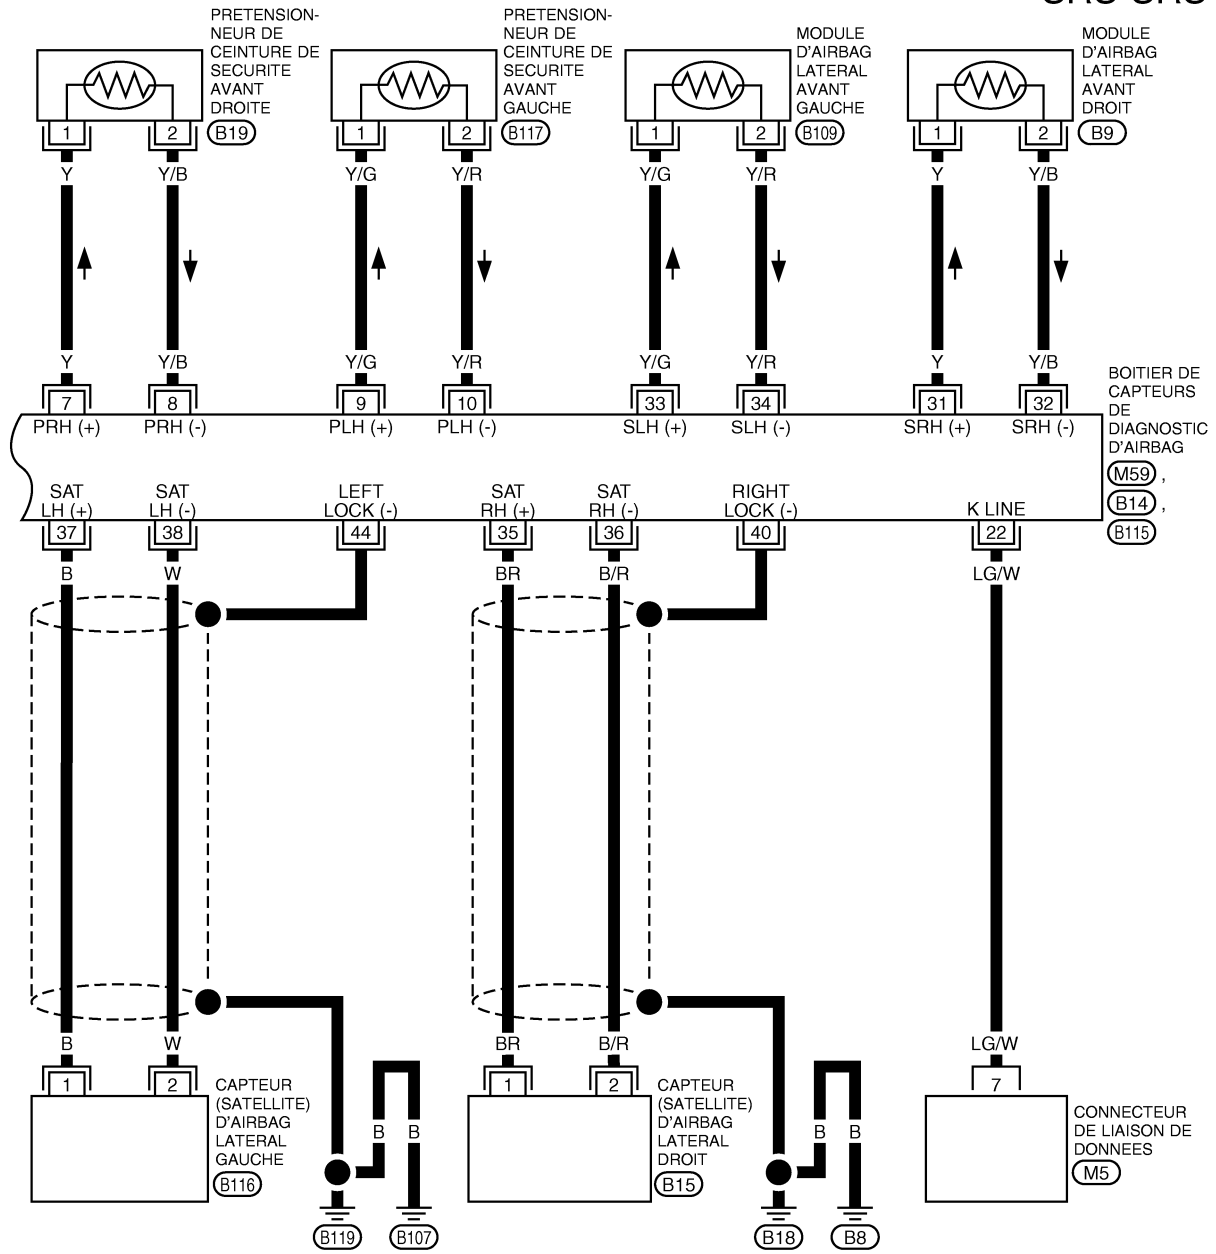 PRETENSION-
NEUR DE
CEINTURE DE
SECURITE
AVANT
DROITE
B19
PRETENSION-
NEUR DE
CEINTURE DE
SECURITE
AVANT
GAUCHE
B117
MODULE
D'AIRBAG
LATERAL
AVANT
GAUCHE
B109
MODULE
D'AIRBAG
LATERAL
AVANT
DROIT
B9
1 2 1 2 1 2 1 2
Y Y/B Y/G Y/R Y/G Y/R Y Y/B
Y Y/B Y/G Y/R Y/G Y/R Y Y/B
7 8 9 10 33 34 31 32
PRH (+) PRH (-) PLH (+) PLH (-) SLH (+) SLH (-) SRH (+) SRH (-)
BOITIER DE
CAPTEURS
DE
DIAGNOSTIC
D'AIRBAG
M59 ,
B14 ,
B115
SAT
LH (+)
SAT
LH (-)
LEFT
LOCK (-)
SAT
RH (+)
SAT
RH (-)
RIGHT
LOCK (-)
K LINE
37 38 44 35 36 40 22
B W BR B/R LG/W
B W BR B/R LG/W
1 2 1 2 7
CAPTEUR
(SATELLITE)
D'AIRBAG
LATERAL
GAUCHE
B116
B B
CAPTEUR
(SATELLITE)
D'AIRBAG
LATERAL
DROIT
B15
B B
CONNECTEUR
DE LIAISON DE
DONNEES
M5
B119 B107 B18 B8